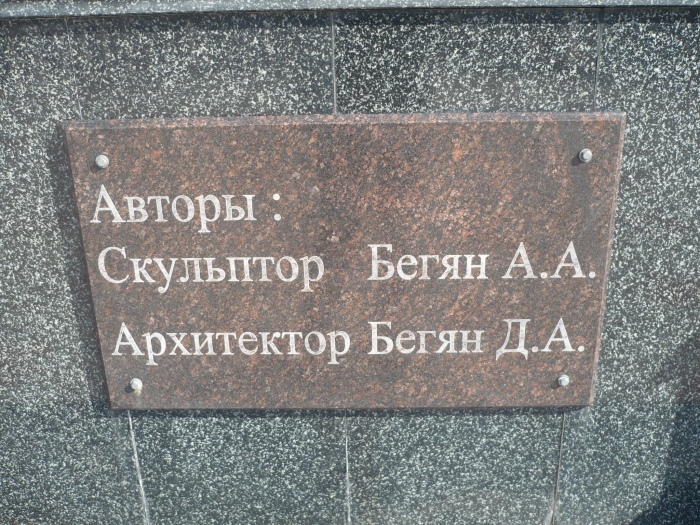 Авторы :
Скульптор Бегян А.А.
Архитектор Бегян Д.А.